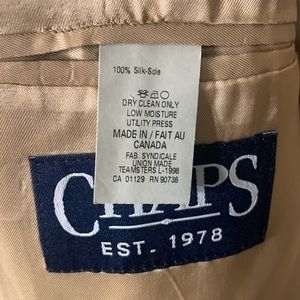 100% Silk-Soie
DRY CLEAN ONLY
LOW MOISTURE
UTILITY PRESS
MADE IN / FAIT AU
CANADA
FAB. SYNDICALE
UNION MADE
TEAMSTERS L-1998
CA 01129 RN 90736
CHAPS
EST. 1978